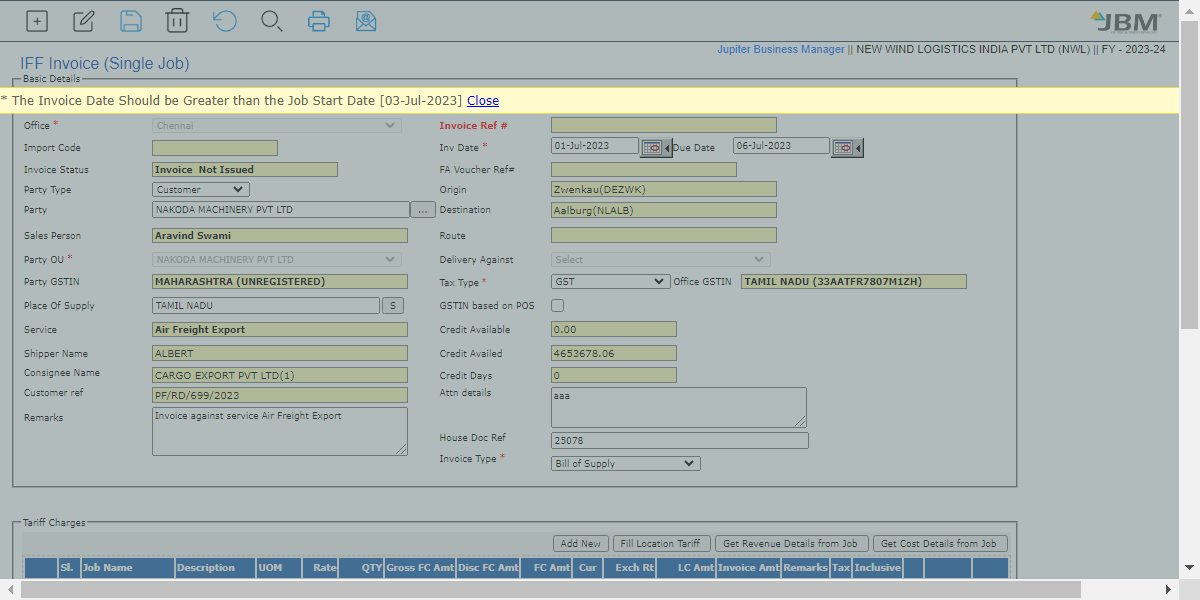 JBM
Jupiter Business Manager || NEW WIND LOGISTICS INDIA PVT LTD (NWL) || FY - 2023-24
IFF Invoice (Single Job)
Basic Details
* The Invoice Date Should be Greater than the Job Start Date [03-Jul-2023] Close
Office * Chennai Invoice Ref #
Import Code Inv Date * 01-Jul-2023 Due Date 06-Jul-2023
Invoice Status Invoice Not Issued FA Voucher Ref#
Party Type Customer Origin Zwenkau(DEZWK)
Party NAKODA MACHINERY PVT LTD ... Destination Aalburg(NLALB)
Sales Person Aravind Swami Route
Party OU * NAKODA MACHINERY PVT LTD Delivery Against Select
Party GSTIN MAHARASHTRA (UNREGISTERED) Tax Type * GST Office GSTIN TAMIL NADU (33AATFR7807M1ZH)
Place Of Supply TAMIL NADU S GSTIN based on POS
Service Air Freight Export Credit Available 0.00
Shipper Name ALBERT Credit Availed 4653678.06
Consignee Name CARGO EXPORT PVT LTD(1) Credit Days 0
Customer ref PF/RD/699/2023 Attn details aaa
Remarks Invoice against service Air Freight Export
House Doc Ref 25078
Invoice Type * Bill of Supply
Tariff Charges
Add New Fill Location Tariff Get Revenue Details from Job Get Cost Details from Job
Sl. Job Name Description UOM Rate QTY Gross FC Amt Disc FC Amt FC Amt Cur Exch Rt LC Amt Invoice Amt Remarks Tax Inclusive